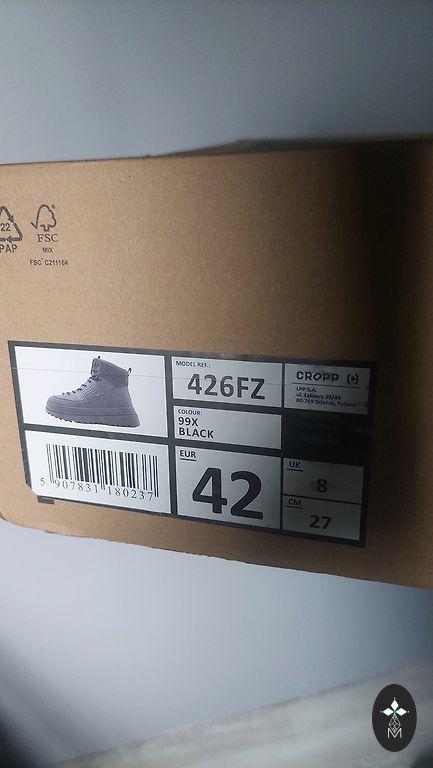 22
PAP
FSC
MIX
FSC® C211164
MODEL REF.:
426FZ
COLOUR:
99X
BLACK
CROPP
LPP S.A.
ul. Łąkowa 39/44
80-769 Gdańsk, Poland
EUR
42
UK
8
CM
27
5 907831 180237
M